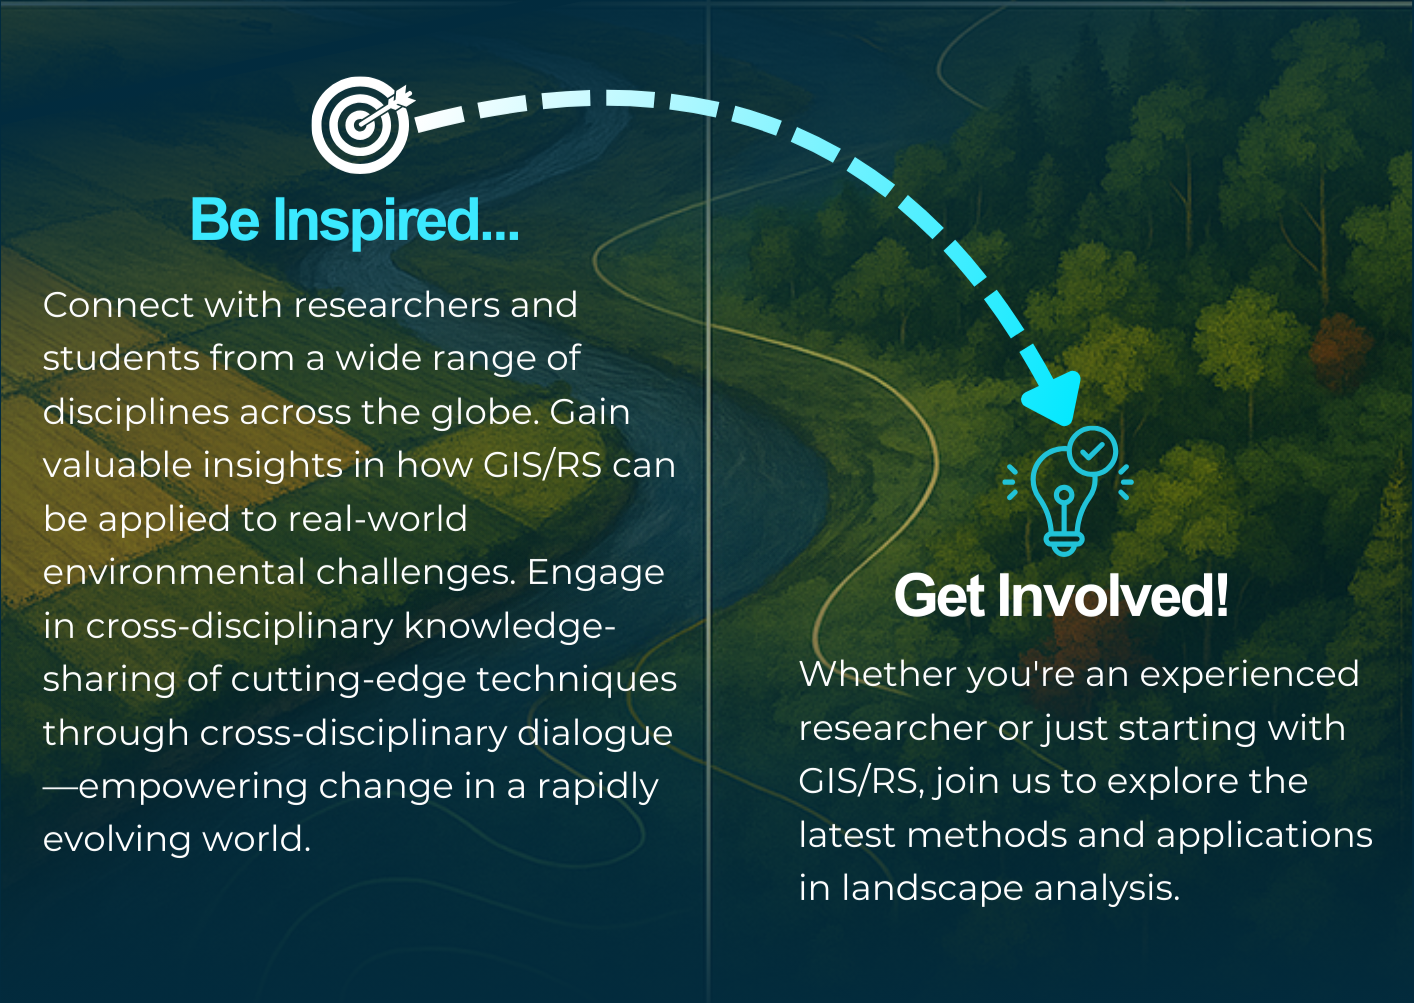 Be Inspired...
Connect with researchers and
students from a wide range of
disciplines across the globe. Gain
valuable insights in how GIS/RS can
be applied to real-world
environmental challenges. Engage
in cross-disciplinary knowledge-
sharing of cutting-edge techniques
through cross-disciplinary dialogue
—empowering change in a rapidly
evolving world.
Get Involved!
Whether you're an experienced
researcher or just starting with
GIS/RS, join us to explore the
latest methods and applications
in landscape analysis.